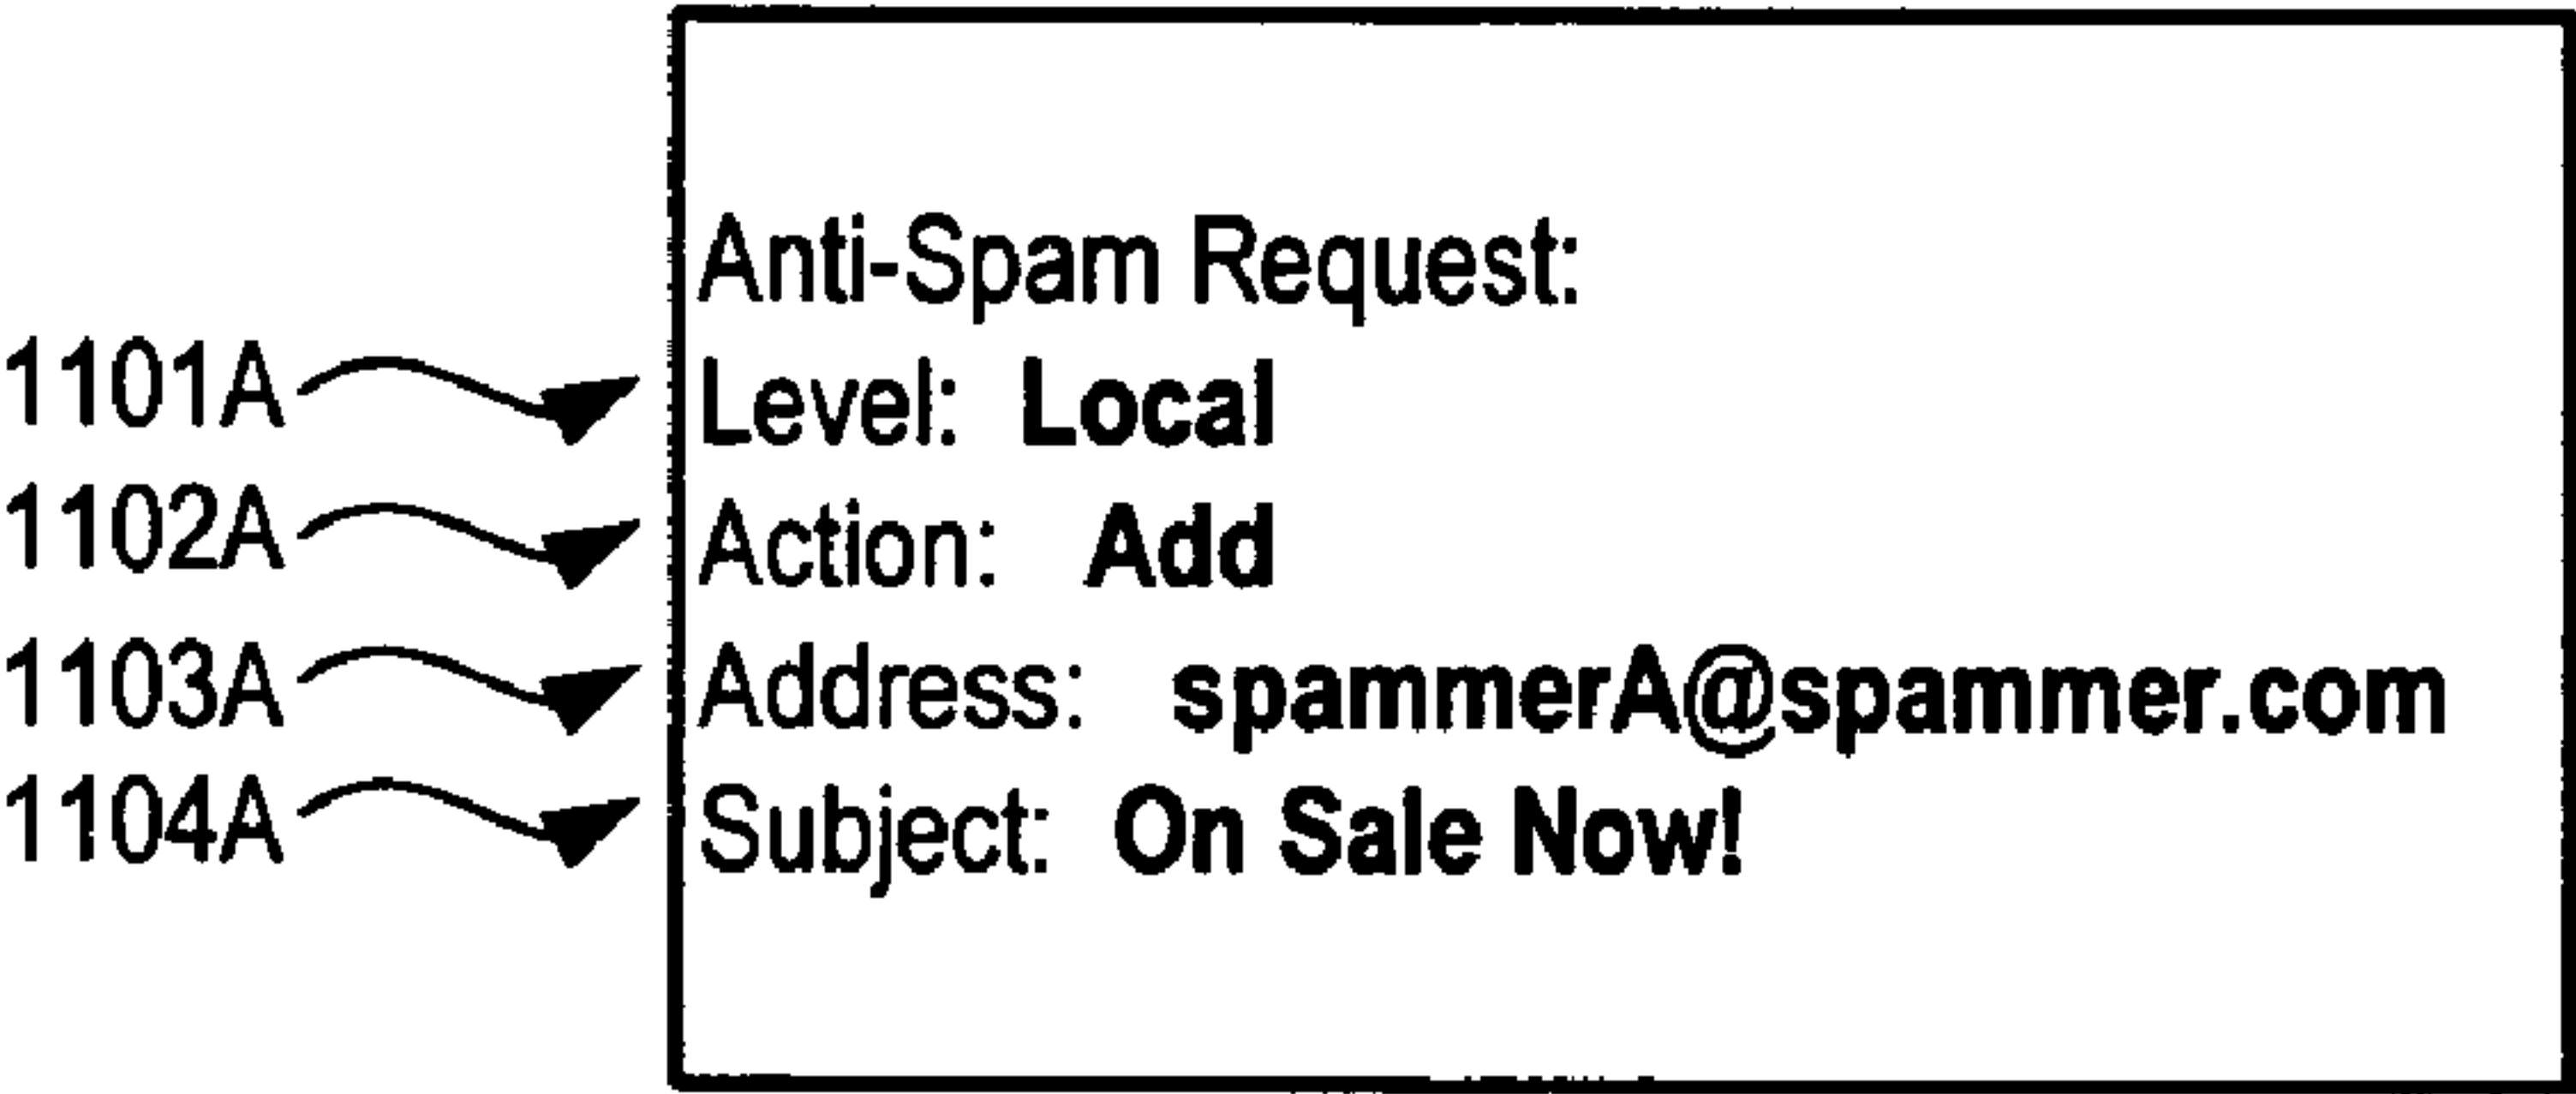 Anti-Spam Request:
1101A Level: Local
1102A Action: Add
1103A Address: spammerA@spammer.com
1104A Subject: On Sale Now!